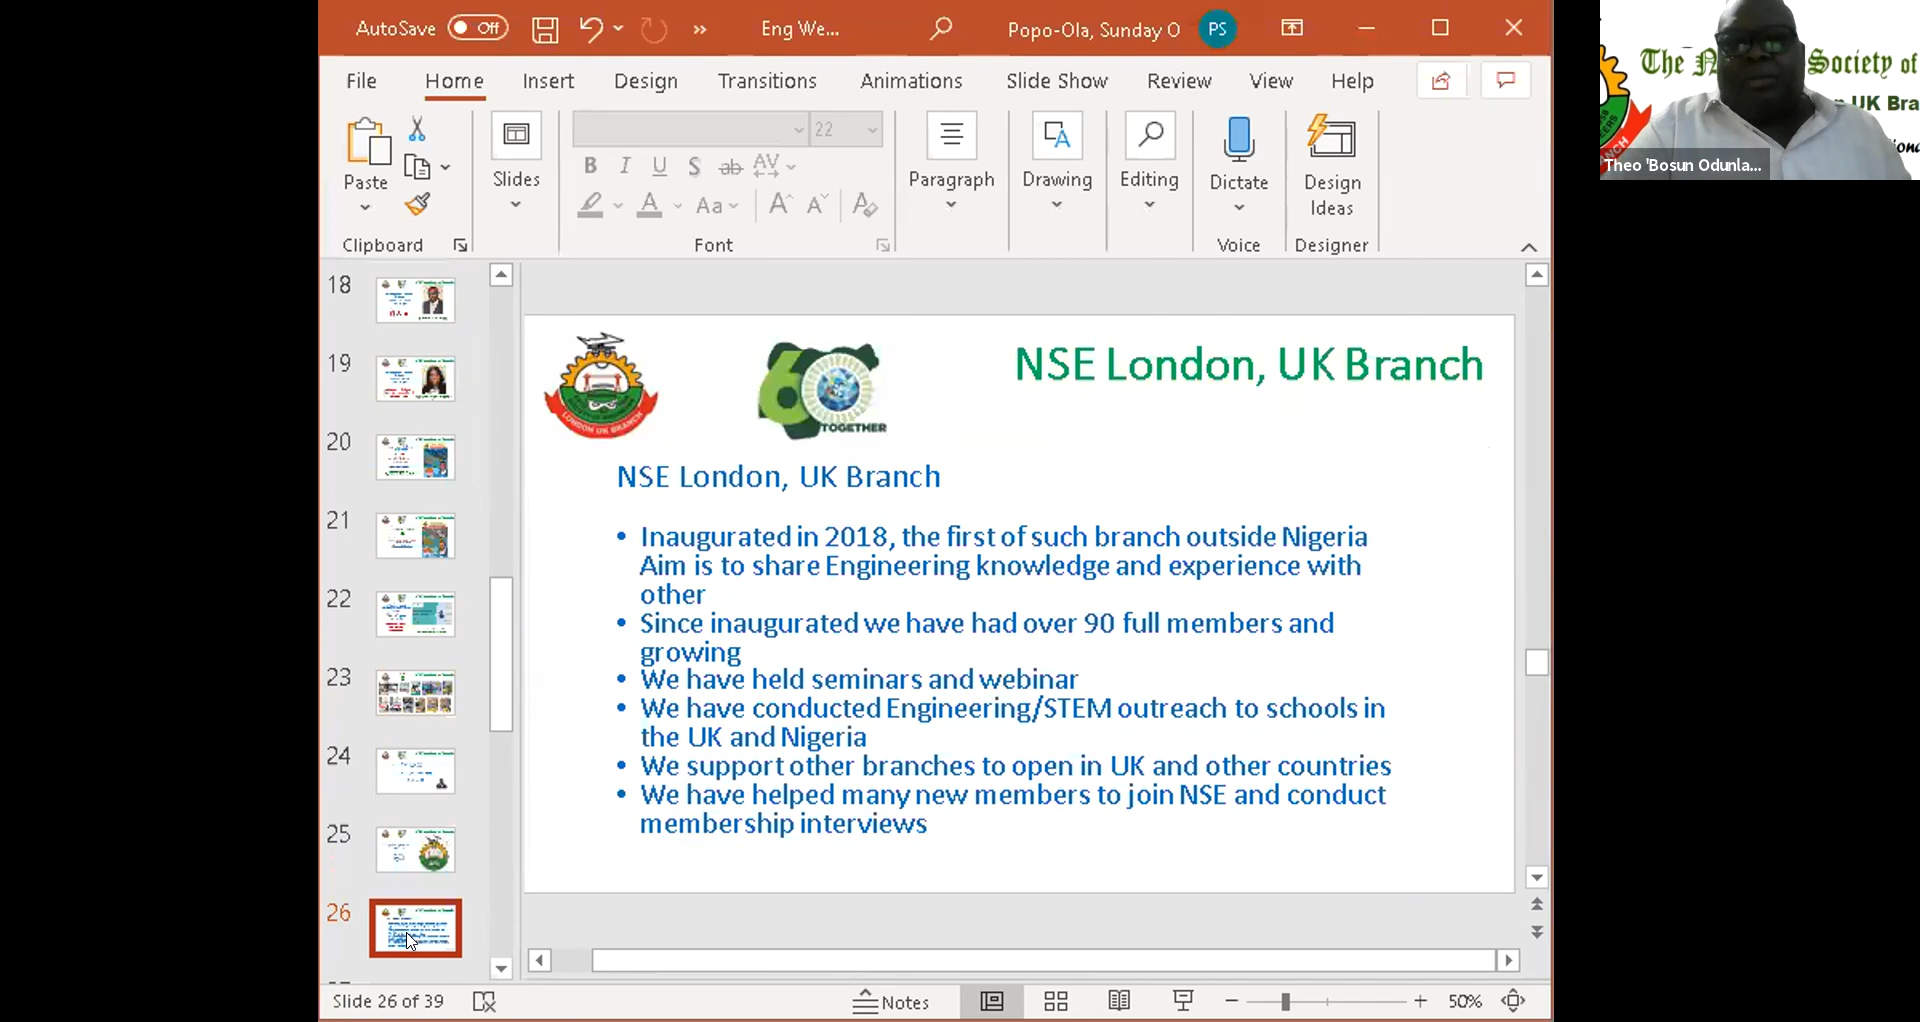 AutoSave Off Eng We... Popo-Ola, Sunday O PS
File Home Insert Design Transitions Animations Slide Show Review View Help
22
Paste
Slides
Paragraph
Drawing
Editing
Dictate
Design
Ideas
Clipboard
Font
Voice
Designer
18
19
20
21
22
23
24
25
26
LONDON UK BRANCH
60
TOGETHER
NSE London, UK Branch
NSE London, UK Branch
• Inaugurated in 2018, the first of such branch outside Nigeria
Aim is to share Engineering knowledge and experience with
other
• Since inaugurated we have had over 90 full members and
growing
• We have held seminars and webinar
• We have conducted Engineering/STEM outreach to schools in
the UK and Nigeria
• We support other branches to open in UK and other countries
• We have helped many new members to join NSE and conduct
membership interviews
Slide 26 of 39
Notes
50%
The N Society of
UK Bra
Theo 'Bosun Odunla...